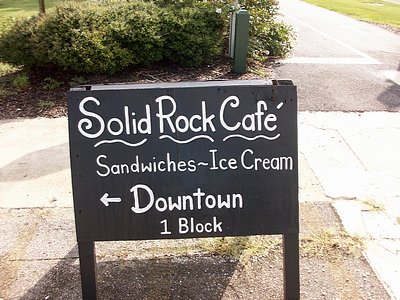 Solid Rock Café
Sandwiches~Ice Cream
← Downtown
1 Block